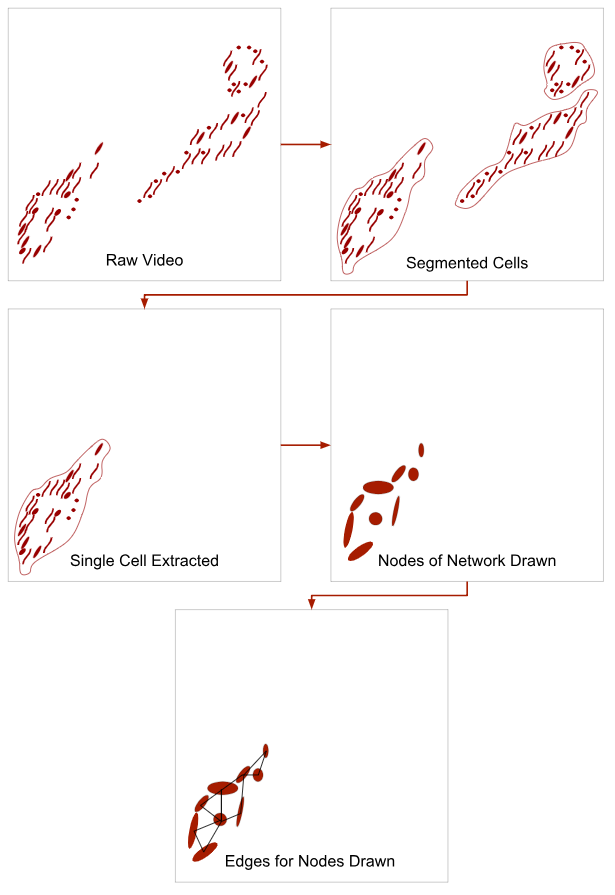 Raw Video
Segmented Cells
Single Cell Extracted
Nodes of Network Drawn
Edges for Nodes Drawn